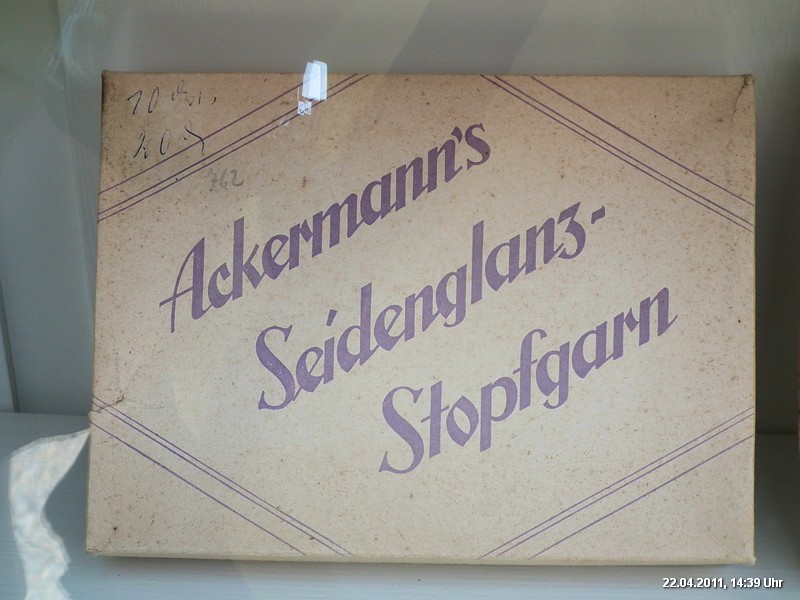 762
Ackermann's
Seidenglanz-
Stopfgarn
22.04.2011, 14:39 Uhr